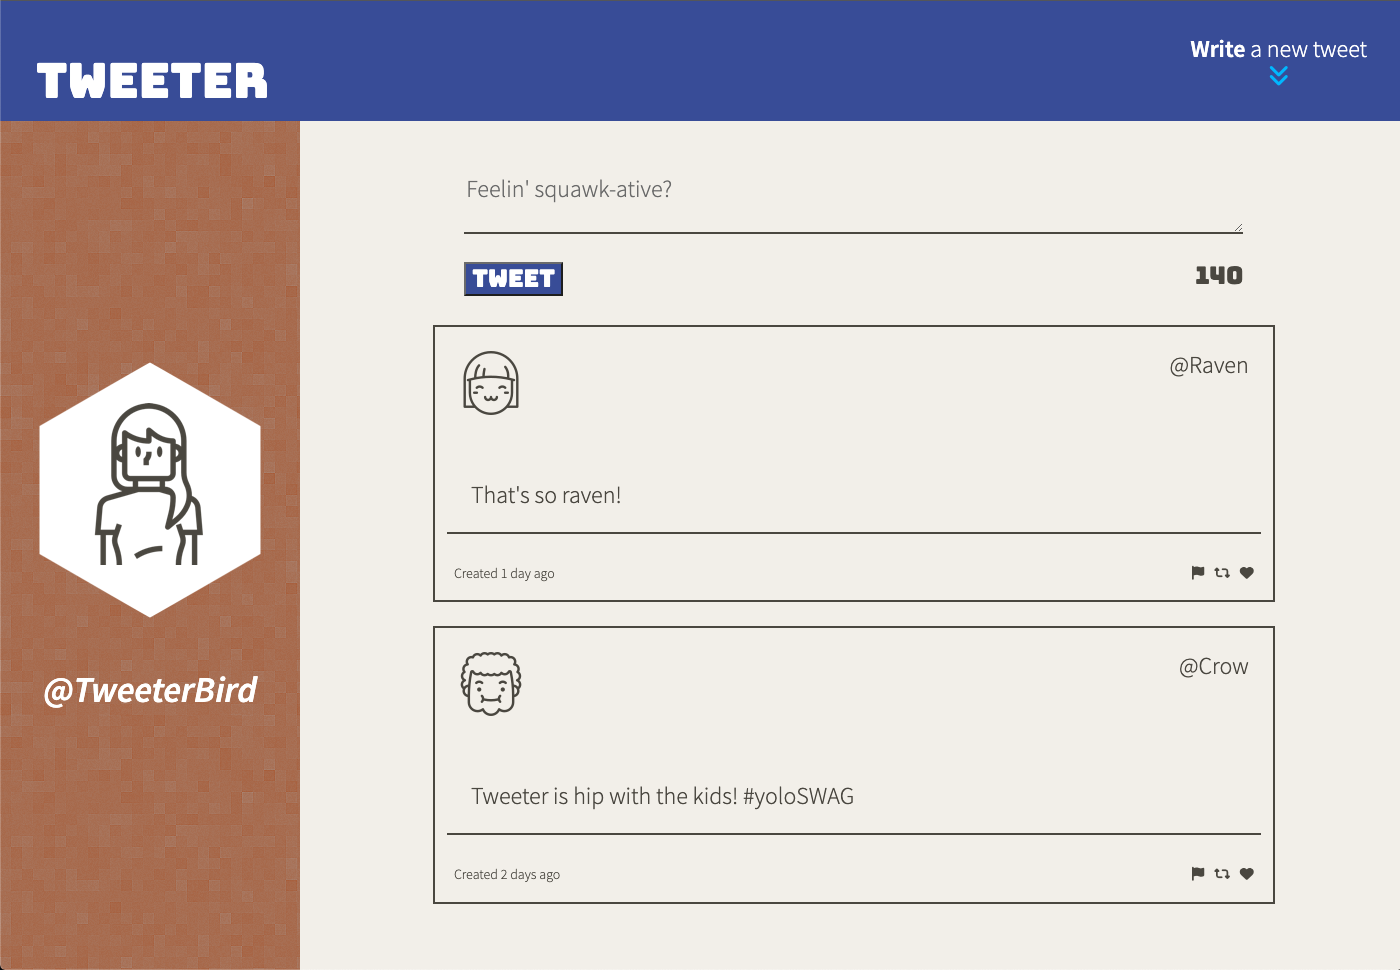 TWEETER
Write a new tweet
@TweeterBird
Feelin' squawk-ative?
TWEET
140
@Raven
That's so raven!
Created 1 day ago
@Crow
Tweeter is hip with the kids! #yoloSWAG
Created 2 days ago